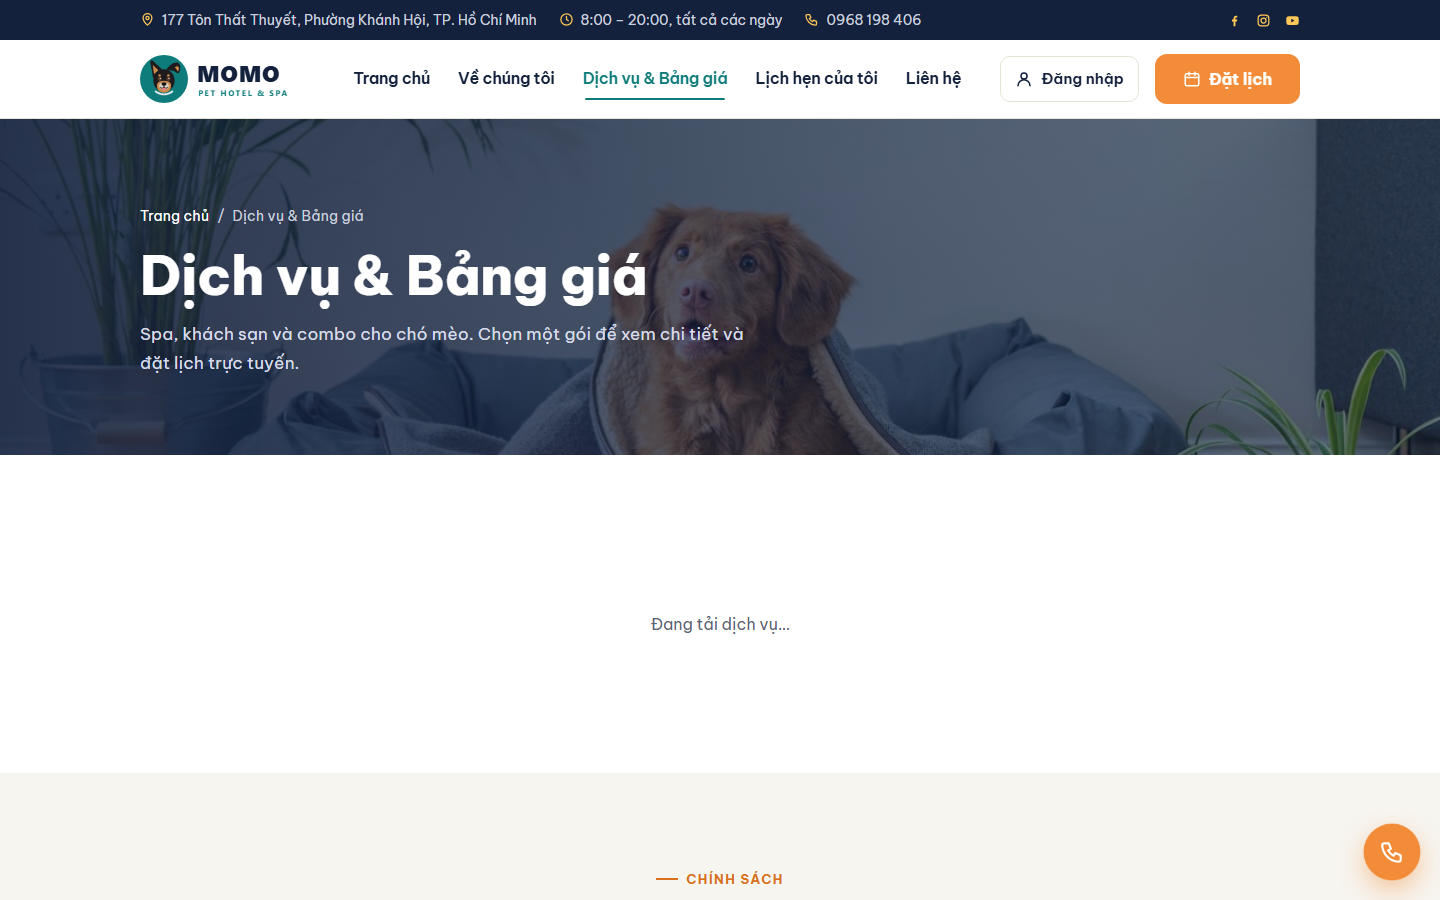 177 Tôn Thất Thuyết, Phường Khánh Hội, TP. Hồ Chí Minh
8:00 – 20:00, tất cả các ngày
0968 198 406
MOMO
PET HOTEL & SPA
Trang chủ
Về chúng tôi
Dịch vụ & Bảng giá
Lịch hẹn của tôi
Liên hệ
Đăng nhập
Đặt lịch
Trang chủ / Dịch vụ & Bảng giá
Dịch vụ & Bảng giá
Spa, khách sạn và combo cho chó mèo. Chọn một gói để xem chi tiết và
đặt lịch trực tuyến.
Đang tải dịch vụ...
CHÍNH SÁCH